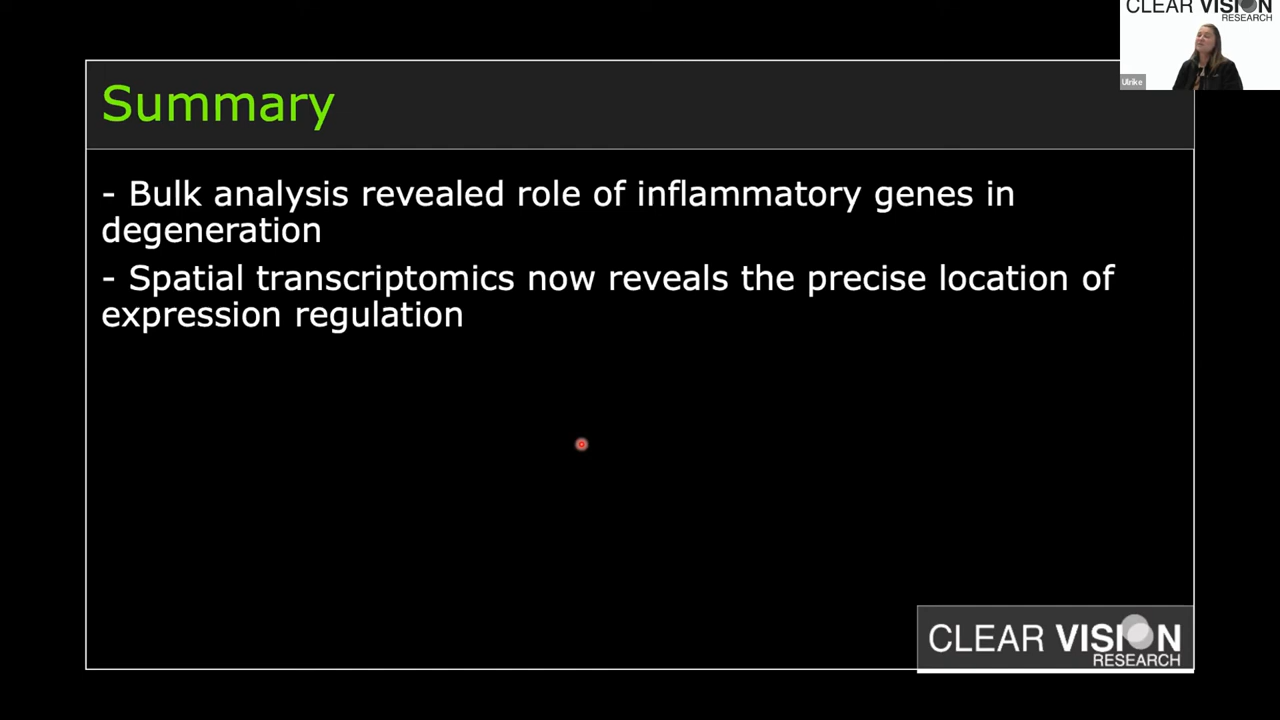 CLEAR VISION
RESEARCH
Ulrike
Summary
- Bulk analysis revealed role of inflammatory genes in
degeneration
- Spatial transcriptomics now reveals the precise location of
expression regulation
CLEAR VISION
RESEARCH